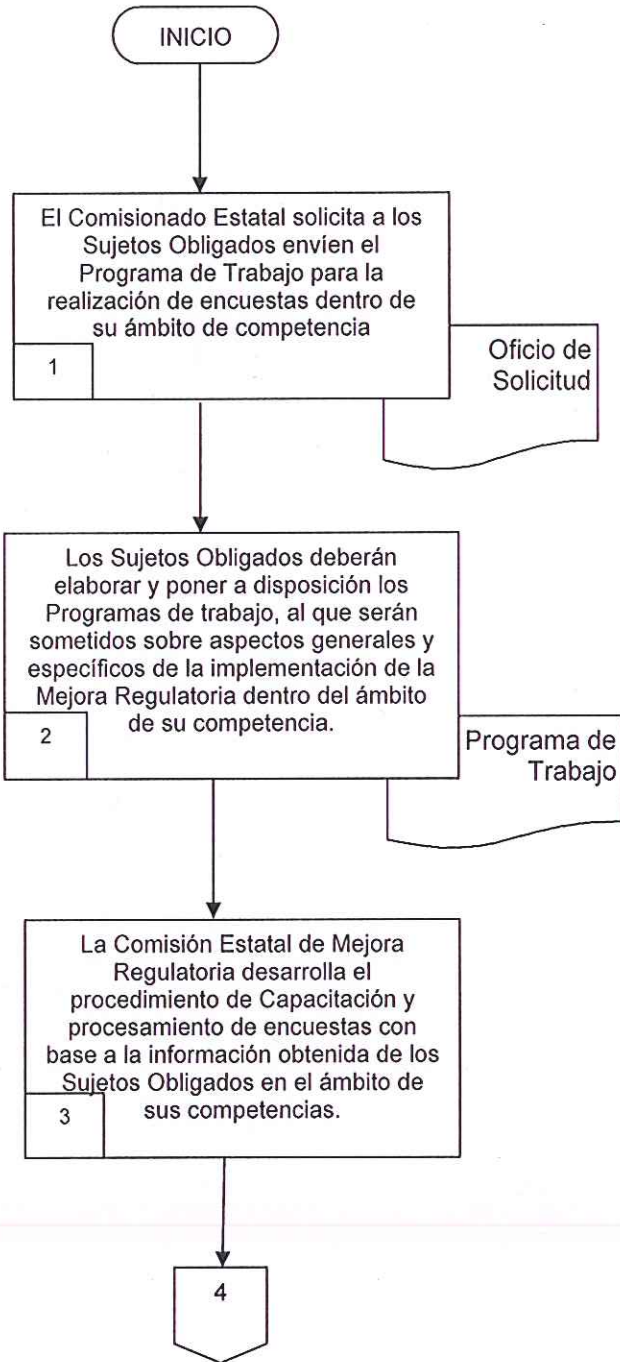 INICIO
El Comisionado Estatal solicita a los
Sujetos Obligados envíen el
Programa de Trabajo para la
realización de encuestas dentro de
su ámbito de competencia
1
Oficio de
Solicitud
Los Sujetos Obligados deberán
elaborar y poner a disposición los
Programas de trabajo, al que serán
sometidos sobre aspectos generales y
específicos de la implementación de la
Mejora Regulatoria dentro del ámbito
de su competencia.
2
Programa de
Trabajo
La Comisión Estatal de Mejora
Regulatoria desarrolla el
procedimiento de Capacitación y
procesamiento de encuestas con
base a la información obtenida de los
Sujetos Obligados en el ámbito de
sus competencias.
3
4